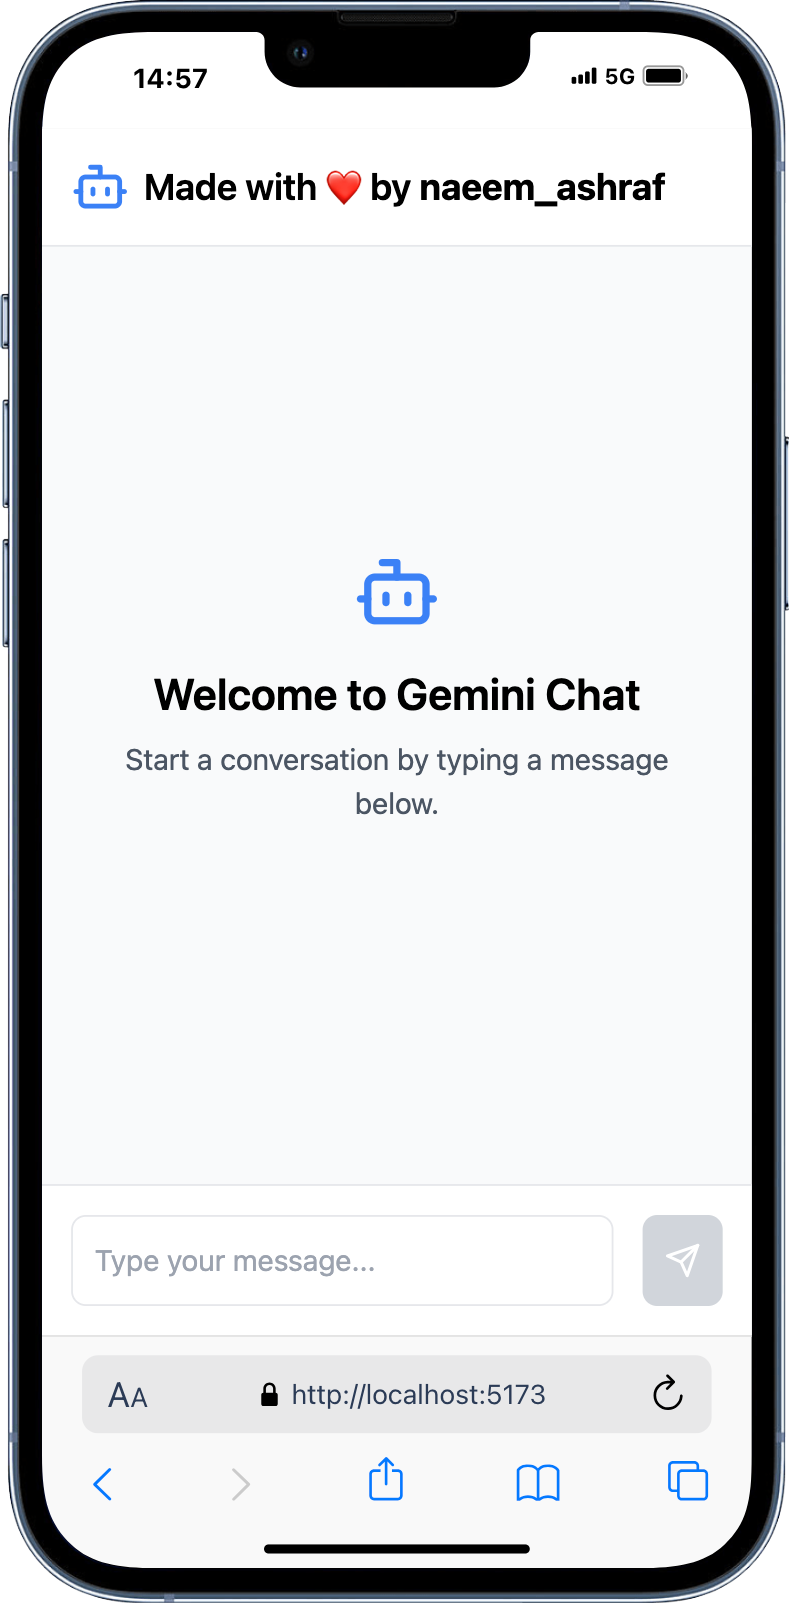 14:57
5G
Made with ❤️ by naeem_ashraf
Welcome to Gemini Chat
Start a conversation by typing a message
below.
Type your message...
AA
http://localhost:5173